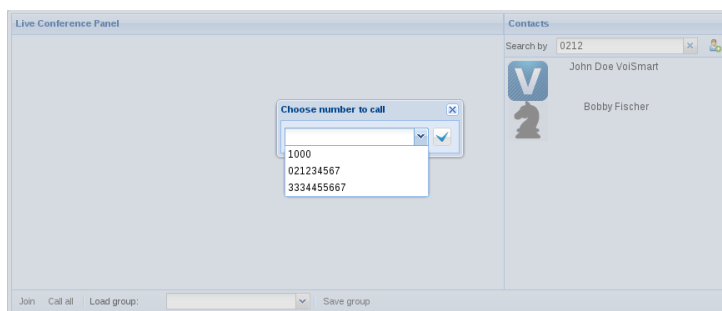 Live Conference Panel
Contacts
Search by 0212
John Doe VoiSmart
Bobby Fischer
Choose number to call
1000
021234567
3334455667
Join Call all Load group: Save group